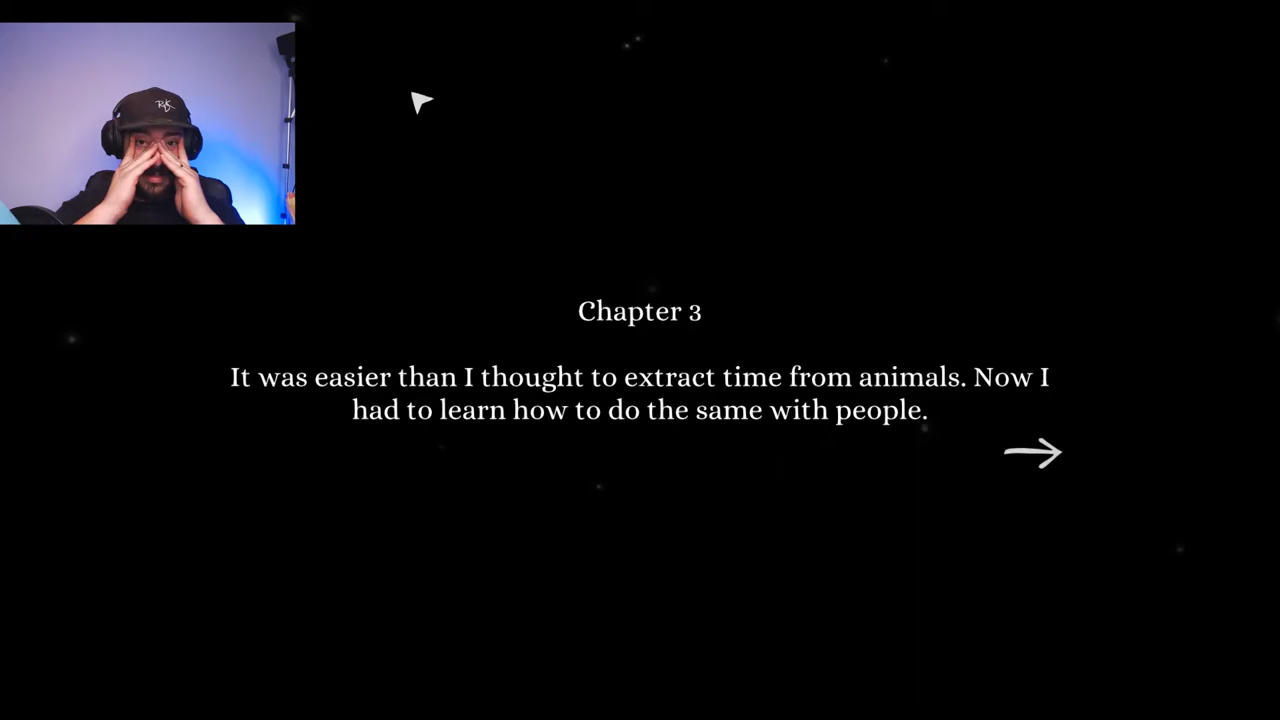 Chapter 3
It was easier than I thought to extract time from animals. Now I
had to learn how to do the same with people.